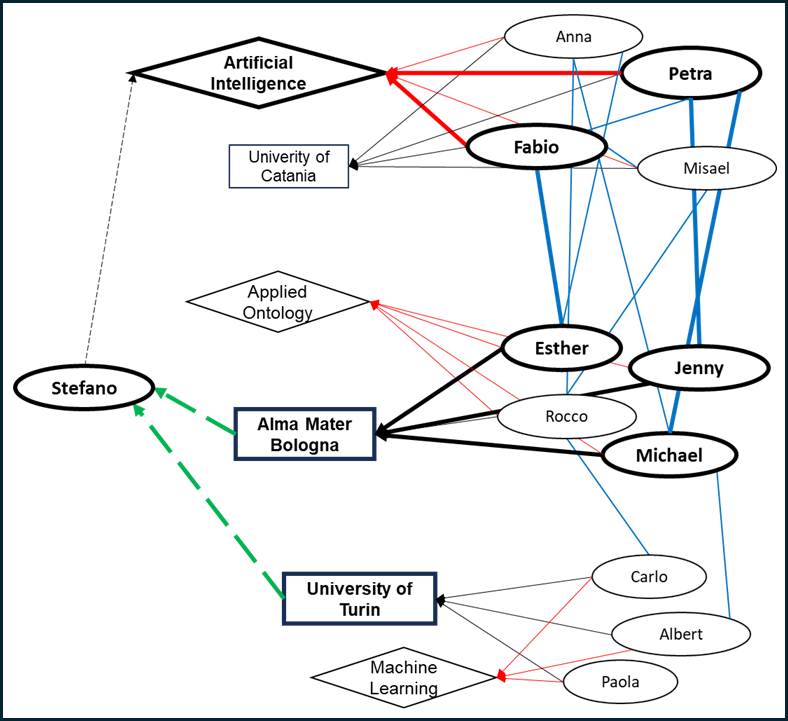 Anna
Artificial
Intelligence
Petra
Fabio
Univerity of
Catania
Misael
Applied
Ontology
Esther
Jenny
Stefano
Rocco
Alma Mater
Bologna
Michael
Carlo
University of
Turin
Albert
Machine
Learning
Paola